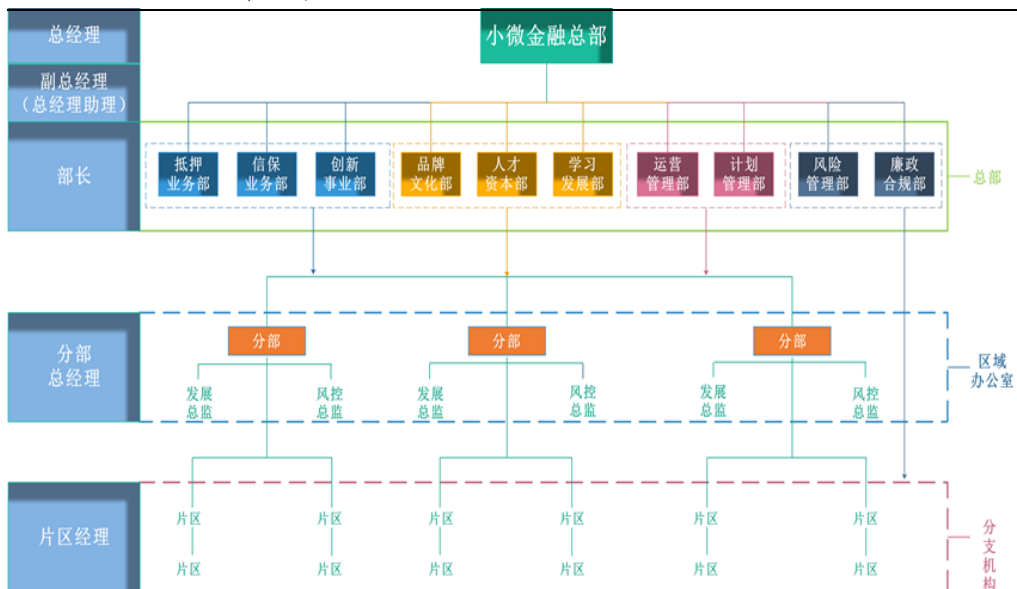 总经理
小微金融总部
副总经理
（总经理助理）
部长
抵押
业务部
信保
业务部
创新
事业部
品牌
文化部
人才
资本部
学习
发展部
运营
管理部
计划
管理部
风险
管理部
廉政
合规部
总部
分部
总经理
分部
分部
分部
发展
总监
风控
总监
发展
总监
风控
总监
发展
总监
风控
总监
区域
办公室
片区经理
片区
片区
片区
片区
片区
片区
片区
片区
片区
片区
片区
片区
分
支
机
构